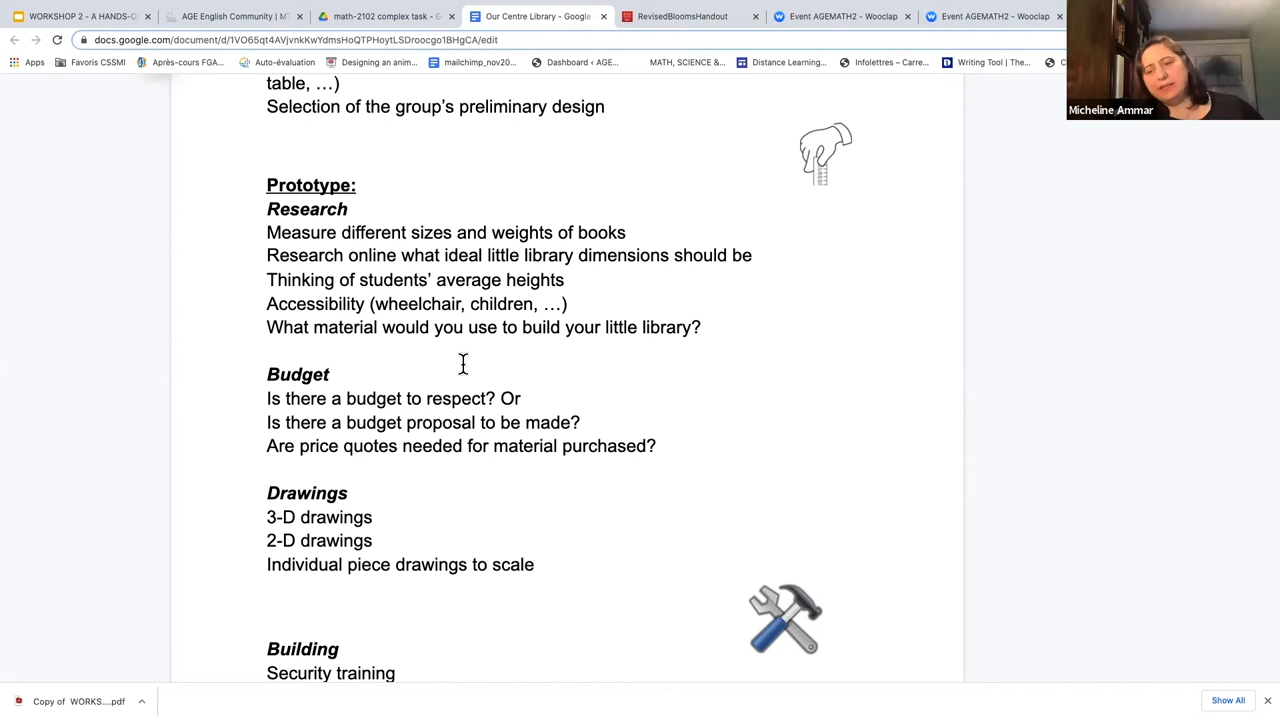 WORKSHOP 2 - A HANDS-O
AGE English Community | MT
math-2102 complex task - G
Our Centre Library - Google
RevisedBloomsHandout
Event AGEMATH2 - Wooclap
Event AGEMATH2 - Wooclap
docs.google.com/document/d/1VO65qt4AVjvnkKwYdmsHoQTPHoytLSDroocgo1BHgCA/edit
Apps
Favoris CSSMI
Après-cours FGA...
Auto-évaluation
Designing an anim...
mailchimp_nov20...
Dashboard ‹ AGE...
MATH, SCIENCE &...
Distance Learning...
Infolettres – Carre...
Writing Tool | The...
Micheline Ammar
table, …)
Selection of the group's preliminary design
Prototype:
Research
Measure different sizes and weights of books
Research online what ideal little library dimensions should be
Thinking of students' average heights
Accessibility (wheelchair, children, …)
What material would you use to build your little library?
Budget
Is there a budget to respect? Or
Is there a budget proposal to be made?
Are price quotes needed for material purchased?
Drawings
3-D drawings
2-D drawings
Individual piece drawings to scale
Building
Security training
Copy of WORKS....pdf
Show All